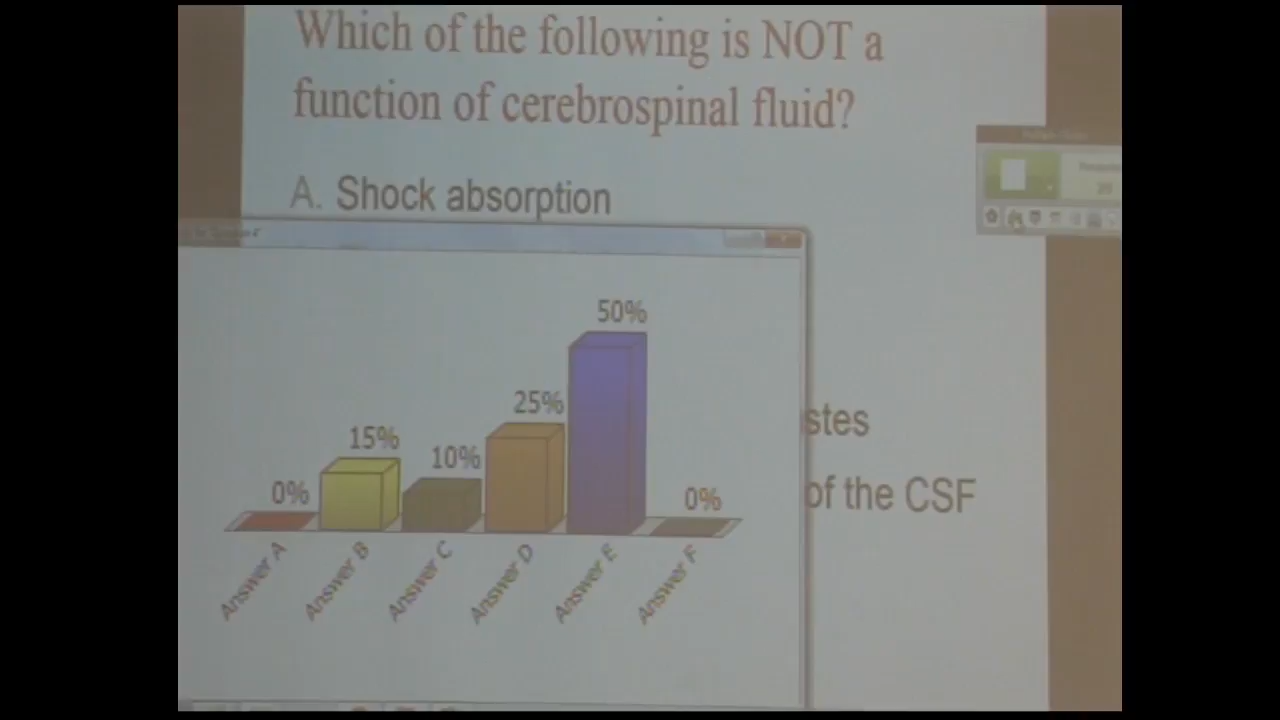 Which of the following is NOT a
function of cerebrospinal fluid?
A. Shock absorption
50%
25%
15%
10%
0%
0%
stes
of the CSF
Answer A
Answer B
Answer C
Answer D
Answer E
Answer F